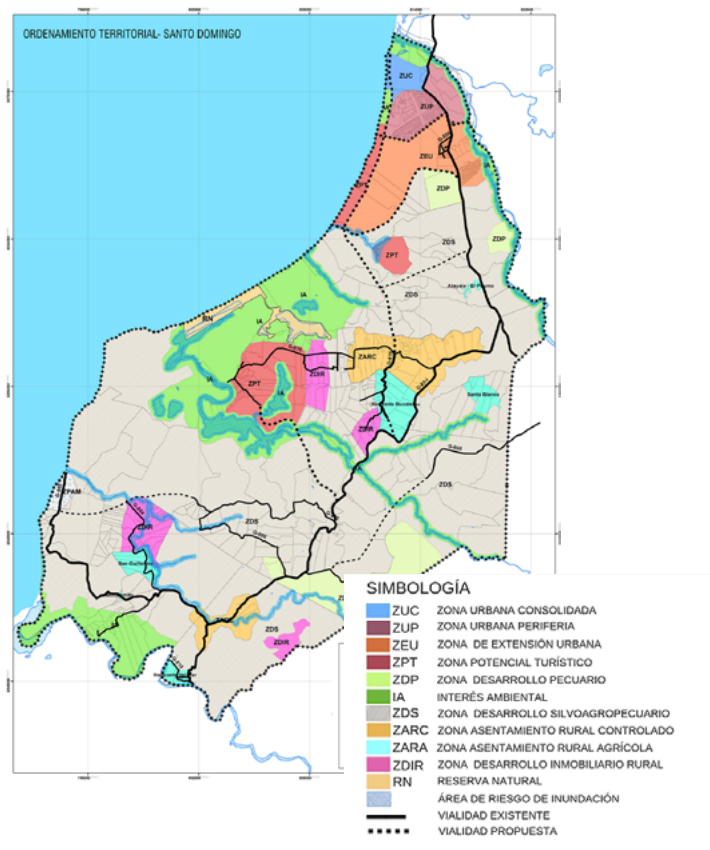 ORDENAMIENTO TERRITORIAL- SANTO DOMINGO
ZUC
ZUP
ZEU
IA
ZDP
ZDS
ZDP
ZPT
ZDS
IA
RN
IA
ZARC
ZDIR
IA
ZPT
IA
Santa Blanca
ZDIR
ZDS
ZPAM
ZDS
ZDIR
ZDS
ZDIR
SIMBOLOGÍA
ZUC ZONA URBANA CONSOLIDADA
ZUP ZONA URBANA PERIFERIA
ZEU ZONA DE EXTENSIÓN URBANA
ZPT ZONA POTENCIAL TURÍSTICO
ZDP ZONA DESARROLLO PECUARIO
IA INTERÉS AMBIENTAL
ZDS ZONA DESARROLLO SILVOAGROPECUARIO
ZARC ZONA ASENTAMIENTO RURAL CONTROLADO
ZARA ZONA ASENTAMIENTO RURAL AGRÍCOLA
ZDIR ZONA DESARROLLO INMOBILIARIO RURAL
RN RESERVA NATURAL
ÁREA DE RIESGO DE INUNDACIÓN
VIALIDAD EXISTENTE
VIALIDAD PROPUESTA